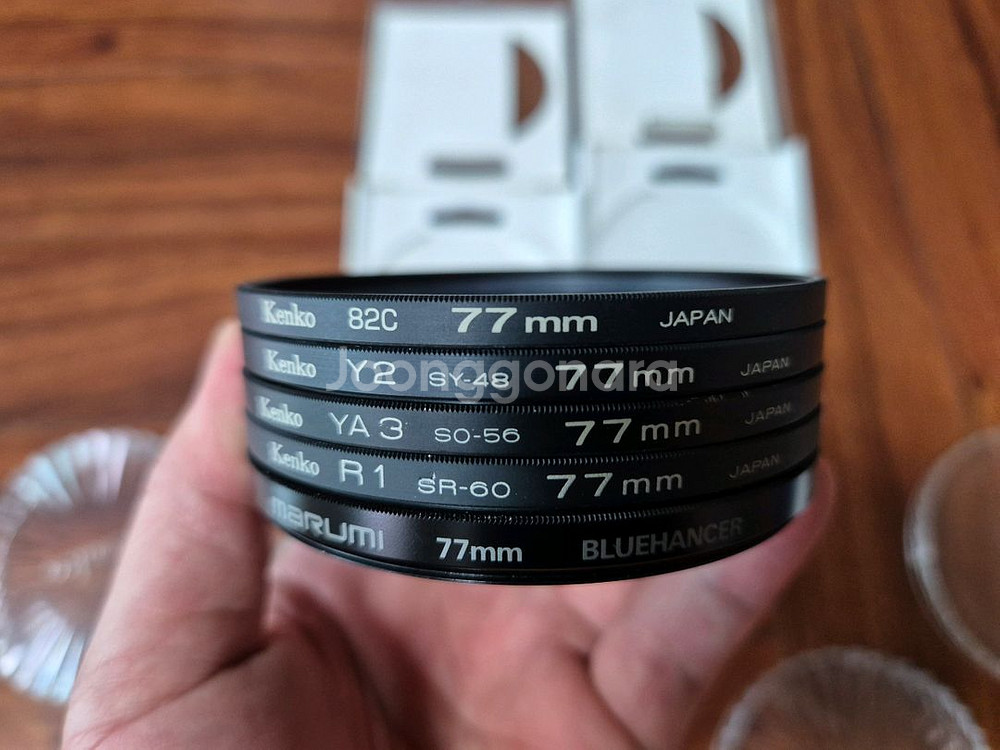 Kenko 82C 77mm JAPAN
Kenko Y2 SY-48 77mm JAPAN
Joonggonara
Kenko YA3 SO-56 77mm JAPAN
Kenko R1 SR-60 77mm JAPAN
marumi 77mm BLUEHANCER